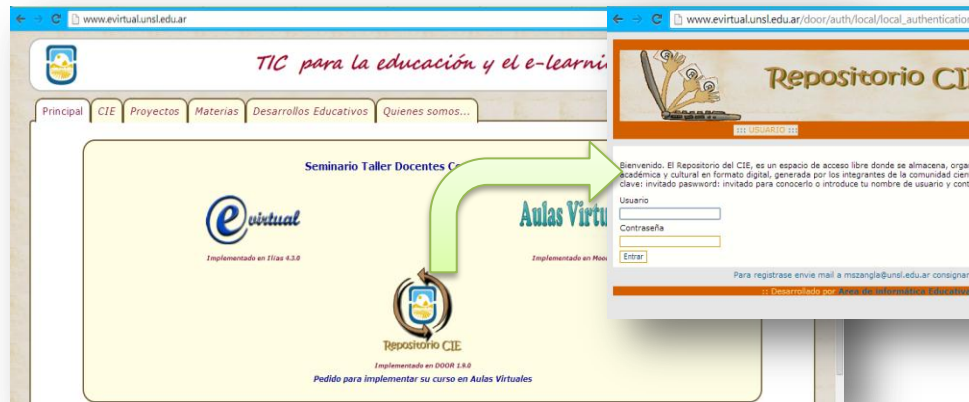 www.evirtual.unsl.edu.ar
TIC para la educación y el e-learni
Principal CIE Proyectos Materias Desarrollos Educativos Quienes somos...
Seminario Taller Docentes
e virtual
Implementado en Ilias 4.3.0
Aulas Virtu
Implementado en
Repositorio CIE
Implementado en DOOR 1.9.0
Pedido para implementar su curso en Aulas Virtuales
www.evirtual.unsl.edu.ar/door/auth/local/local_authentication
Repositorio CI
::: USUARIO :::
Bienvenido. El Repositorio del CIE, es un espacio de acceso libre donde se almacena, orga
académica y cultural en formato digital, generada por los integrantes de la comunidad cien
clave: invitado pasword: invitado para conocerlo o introduce tu nombre de usuario y cont
Usuario
Contraseña
Entrar
Para registrase envie mail a mszangla@unsl.edu.ar consignar
:: Desarrollado por Area de Informática Educativa